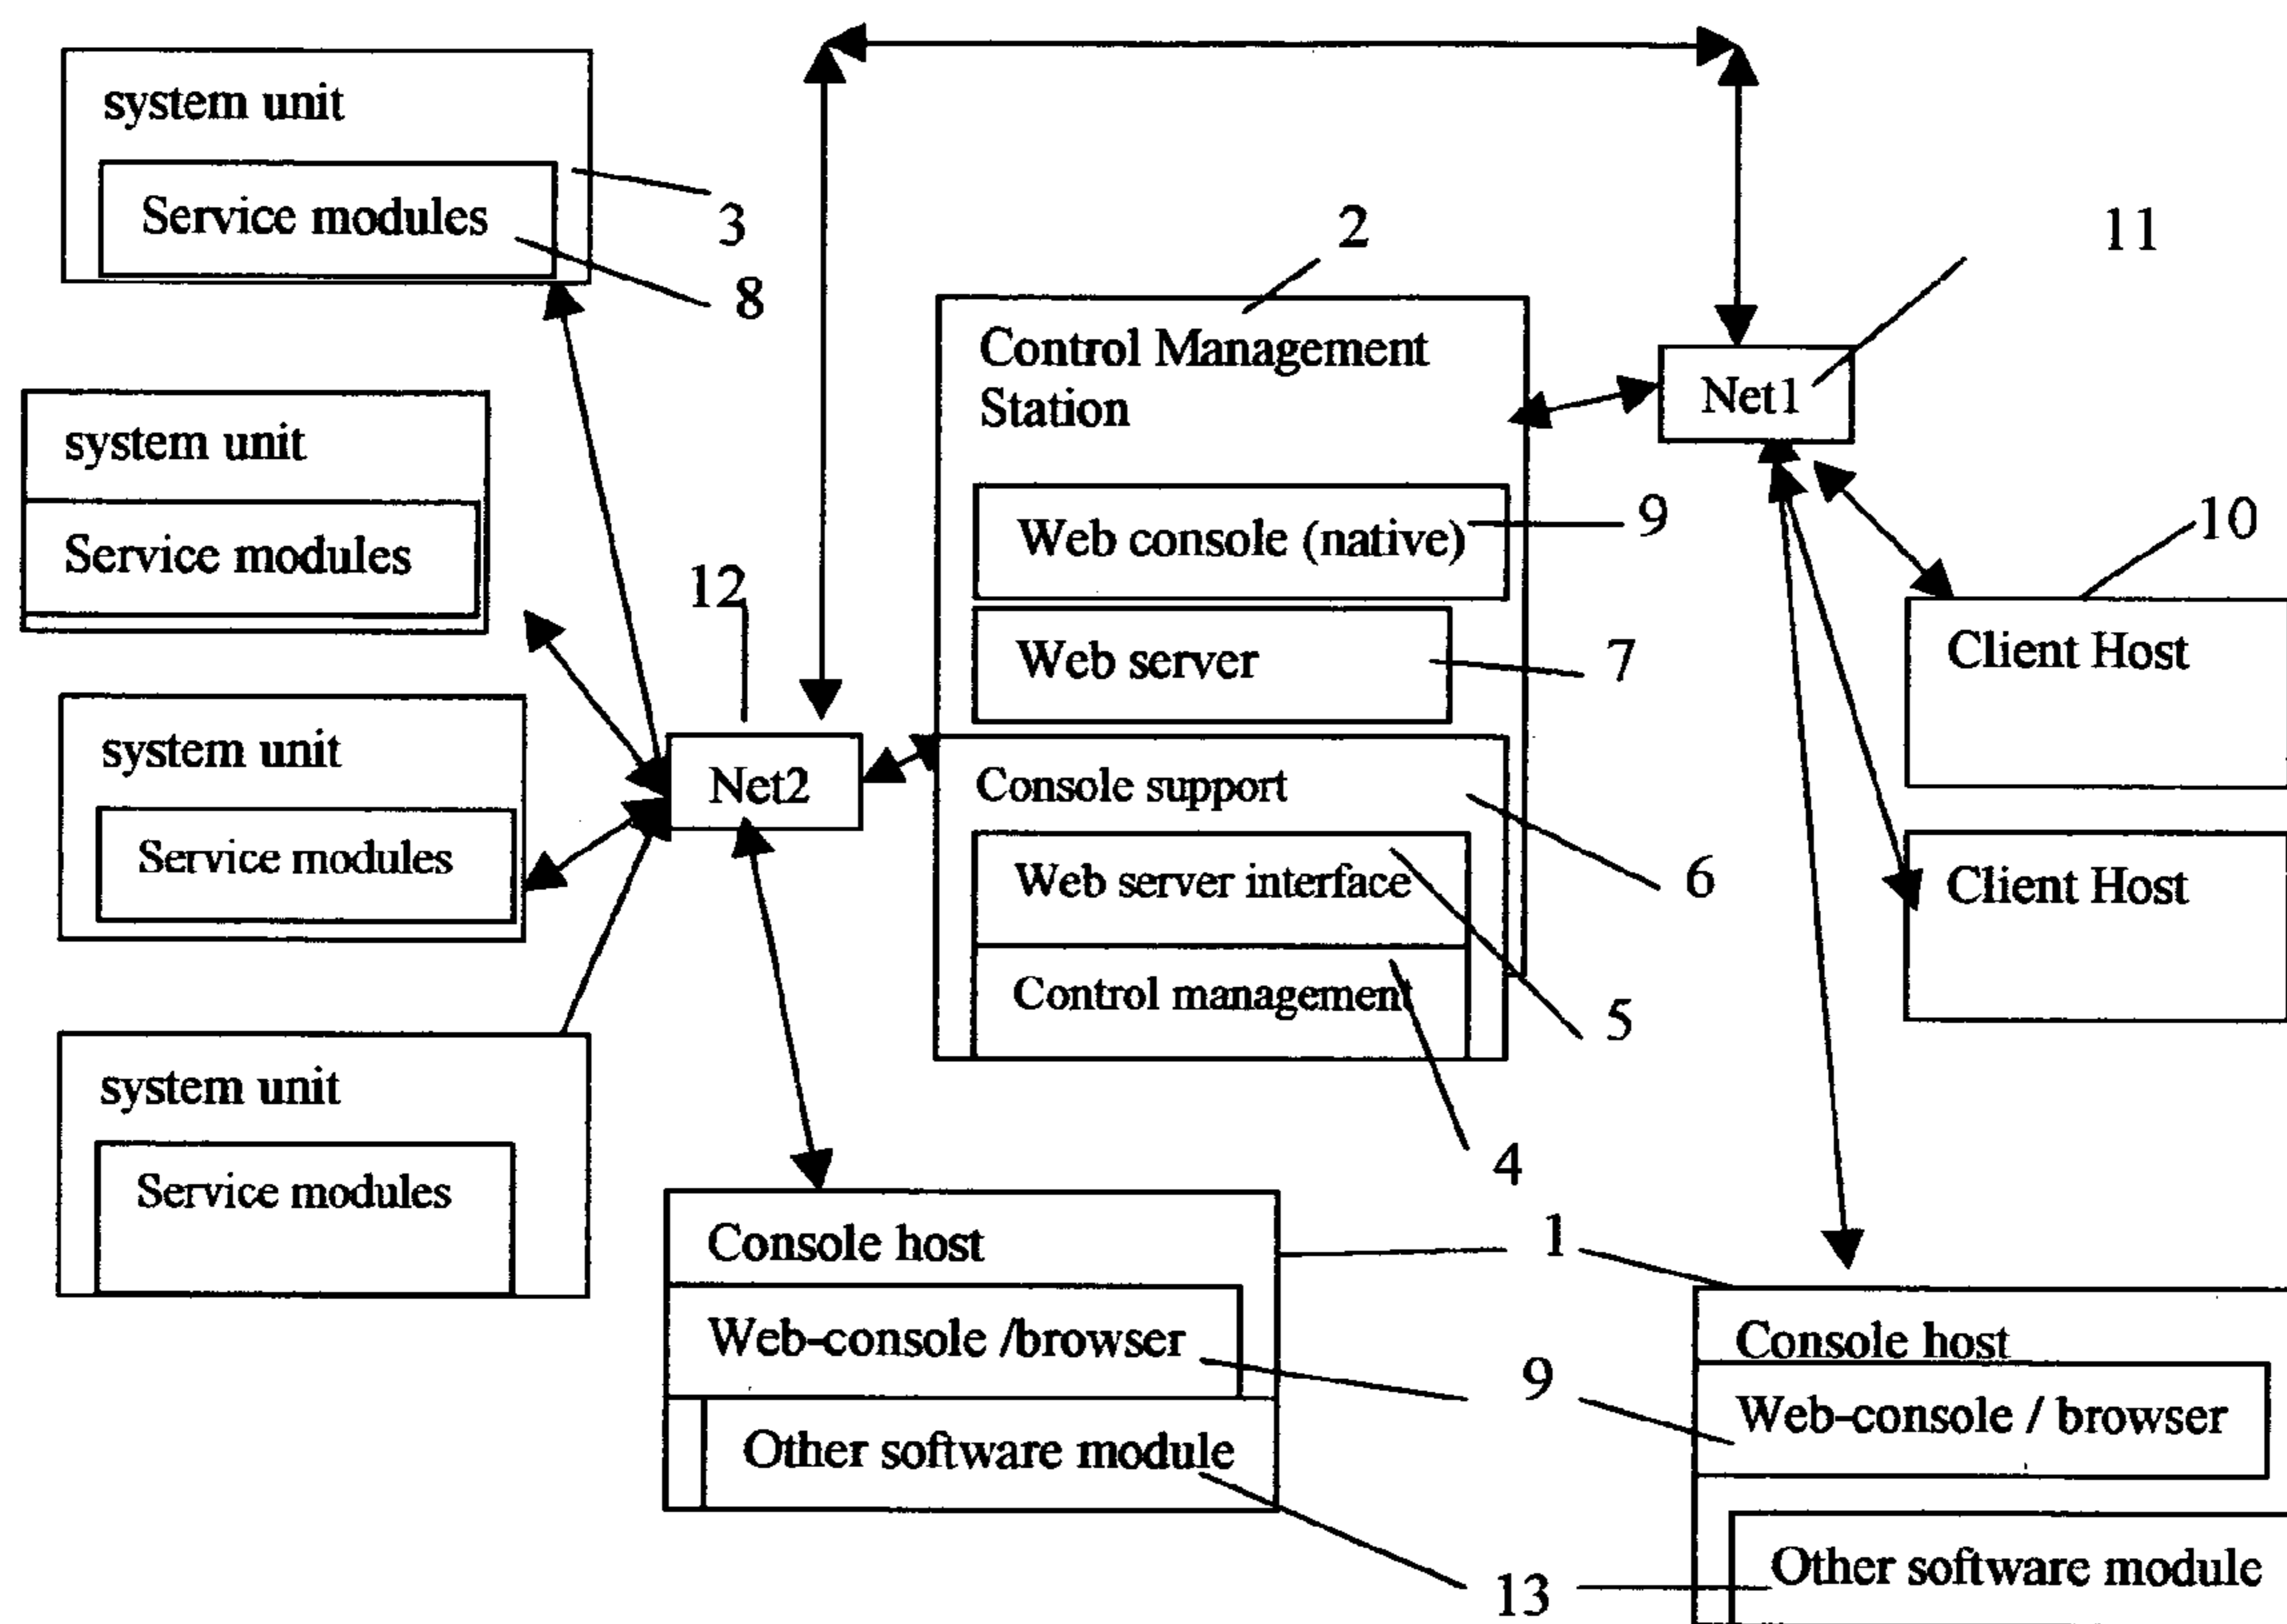 system unit
Service modules
3
8
system unit
Service modules
system unit
Service modules
system unit
Service modules
12
Net2
2
Control Management
Station
Web console (native)
9
Web server
7
Console support
6
Web server interface
5
Control management
4
11
Net1
10
Client Host
Client Host
Console host
1
Web-console /browser
9
Other software module
13
Console host
Web-console / browser
Other software module